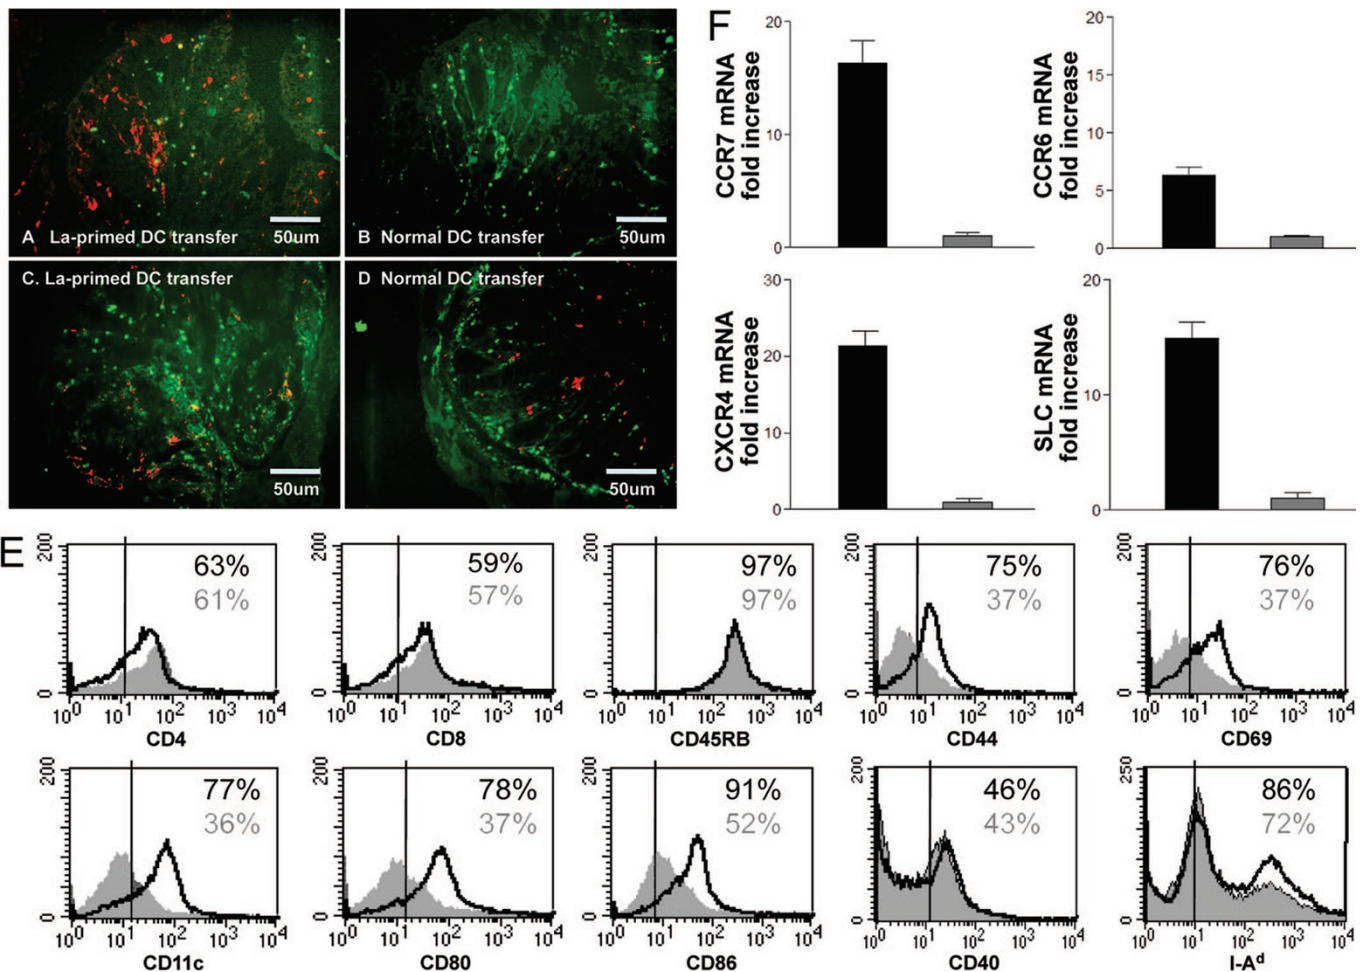 A La-primed DC transfer
50um
B Normal DC transfer
50um
C. La-primed DC transfer
50um
D Normal DC transfer
50um
F
CCR7 mRNA
fold increase
20
10
0
CCR6 mRNA
fold increase
20
15
10
5
0
CXCR4 mRNA
fold increase
30
20
10
0
SLC mRNA
fold increase
20
10
0
E
200
0
63%
61%
10^0 10^1 10^2 10^3 10^4
CD4
200
0
59%
57%
10^0 10^1 10^2 10^3 10^4
CD8
200
0
97%
97%
10^0 10^1 10^2 10^3 10^4
CD45RB
200
0
75%
37%
10^0 10^1 10^2 10^3 10^4
CD44
200
0
76%
37%
10^0 10^1 10^2 10^3 10^4
CD69
200
0
77%
36%
10^0 10^1 10^2 10^3 10^4
CD11c
200
0
78%
37%
10^0 10^1 10^2 10^3 10^4
CD80
200
0
91%
52%
10^0 10^1 10^2 10^3 10^4
CD86
200
0
46%
43%
10^0 10^1 10^2 10^3 10^4
CD40
250
0
86%
72%
10^0 10^1 10^2 10^3 10^4
I-A^d